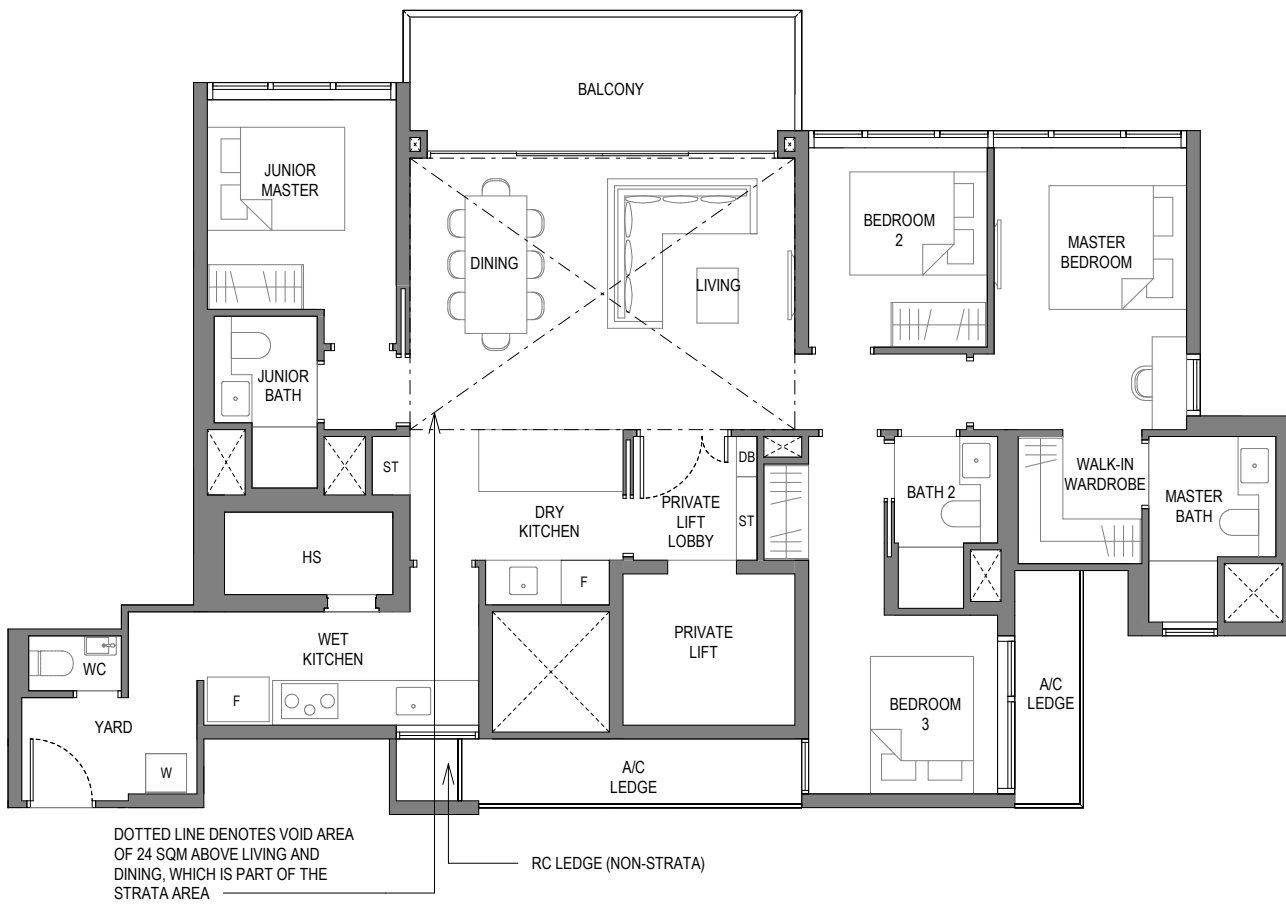 BALCONY
JUNIOR
MASTER
DINING
LIVING
BEDROOM
2
MASTER
BEDROOM
JUNIOR
BATH
ST
DRY
KITCHEN
PRIVATE
LIFT
LOBBY
DB
ST
BATH 2
WALK-IN
WARDROBE
MASTER
BATH
HS
F
WET
KITCHEN
PRIVATE
LIFT
WC
YARD
F
W
BEDROOM
3
A/C
LEDGE
A/C
LEDGE
DOTTED LINE DENOTES VOID AREA
OF 24 SQM ABOVE LIVING AND
DINING, WHICH IS PART OF THE
STRATA AREA
RC LEDGE (NON-STRATA)